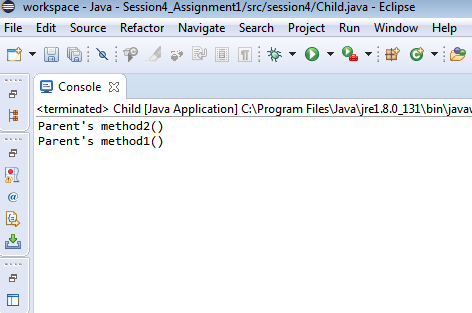 workspace - Java - Session4_Assignment1/src/session4/Child.java - Eclipse
File Edit Source Refactor Navigate Search Project Run Window Help
Console
<terminated> Child [Java Application] C:\Program Files\Java\jre1.8.0_131\bin\javaw
Parent's method2()
Parent's method1()